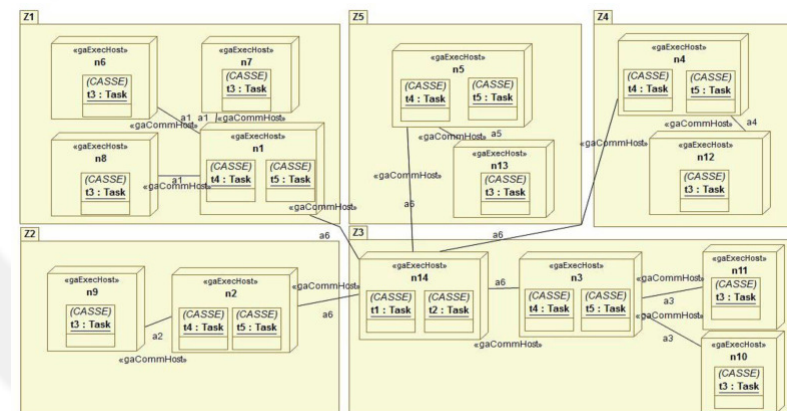 Z1
«gaExecHost»
n6
(CASSE)
t3 : Task
«gaExecHost»
n7
(CASSE)
t3 : Task
a1
a1
«gaCommHost»
«gaCommHost»
«gaExecHost»
n8
(CASSE)
t3 : Task
a1
«gaCommHost»
«gaExecHost»
n1
(CASSE)
t4 : Task
(CASSE)
t5 : Task
«gaCommHost»
a6
Z5
«gaExecHost»
n5
(CASSE)
t4 : Task
(CASSE)
t5 : Task
«gaCommHost»
a5
«gaExecHost»
n13
(CASSE)
t3 : Task
«gaCommHost»
a6
Z4
«gaExecHost»
n4
(CASSE)
t4 : Task
(CASSE)
t5 : Task
«gaCommHost»
a4
«gaCommHost»
«gaExecHost»
n12
(CASSE)
t3 : Task
a6
Z2
«gaExecHost»
n9
(CASSE)
t3 : Task
a2
«gaCommHost»
«gaExecHost»
n2
(CASSE)
t4 : Task
(CASSE)
t5 : Task
«gaCommHost»
a6
Z3
«gaExecHost»
n14
(CASSE)
t1 : Task
(CASSE)
t2 : Task
a6
«gaCommHost»
«gaExecHost»
n3
(CASSE)
t4 : Task
(CASSE)
t5 : Task
«gaCommHost»
a3
«gaExecHost»
n11
(CASSE)
t3 : Task
«gaCommHost»
a3
«gaExecHost»
n10
(CASSE)
t3 : Task